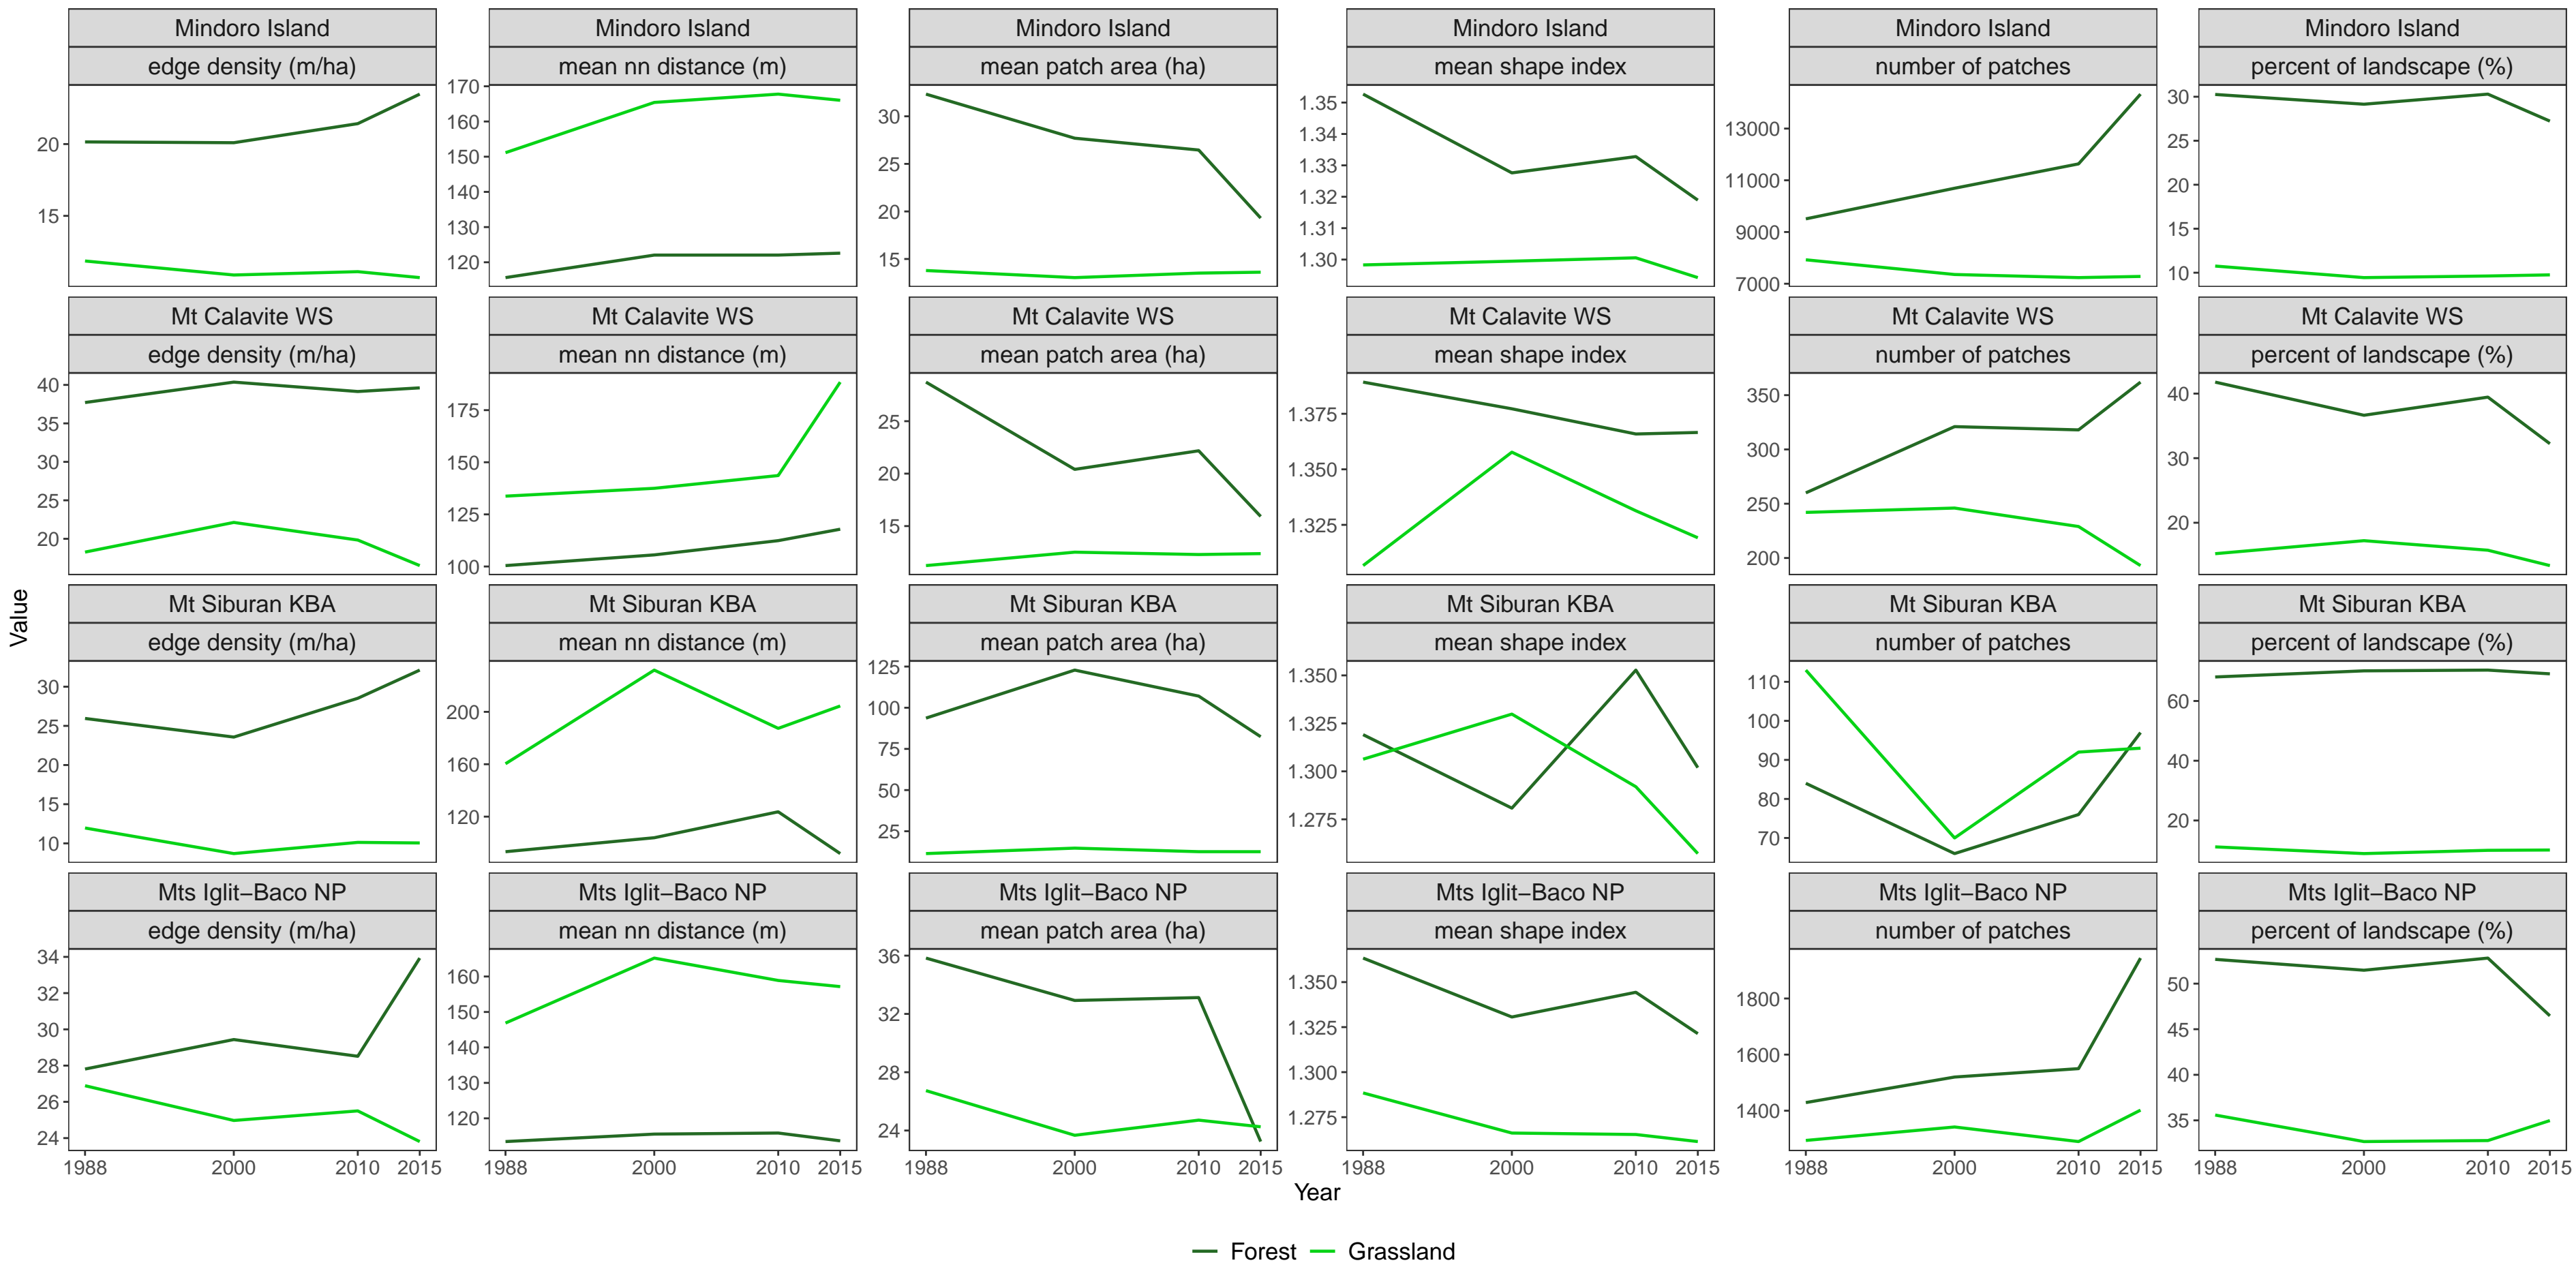 Mindoro Island Mindoro Island Mindoro Island Mindoro Island Mindoro Island Mindoro Island
edge density (m/ha) mean nn distance (m) mean patch area (ha) mean shape index number of patches percent of landscape (%)
20 15
170 160 150 140 130 120
30 25 20 15
1.35 1.34 1.33 1.32 1.31 1.30
13000 11000 9000 7000
30 25 20 15 10
Mt Calavite WS Mt Calavite WS Mt Calavite WS Mt Calavite WS Mt Calavite WS Mt Calavite WS
edge density (m/ha) mean nn distance (m) mean patch area (ha) mean shape index number of patches percent of landscape (%)
40 35 30 25 20
175 150 125 100
25 20 15
1.375 1.350 1.325
350 300 250 200
40 30 20
Value
Mt Siburan KBA Mt Siburan KBA Mt Siburan KBA Mt Siburan KBA Mt Siburan KBA Mt Siburan KBA
edge density (m/ha) mean nn distance (m) mean patch area (ha) mean shape index number of patches percent of landscape (%)
30 25 20 15 10
200 160 120
125 100 75 50 25
1.350 1.325 1.300 1.275
110 100 90 80 70
60 40 20
Mts Iglit−Baco NP Mts Iglit−Baco NP Mts Iglit−Baco NP Mts Iglit−Baco NP Mts Iglit−Baco NP Mts Iglit−Baco NP
edge density (m/ha) mean nn distance (m) mean patch area (ha) mean shape index number of patches percent of landscape (%)
34 32 30 28 26 24
160 150 140 130 120
36 32 28 24
1.350 1.325 1.300 1.275
1800 1600 1400
50 45 40 35
1988 2000 2010 2015 1988 2000 2010 2015 1988 2000 2010 2015 1988 2000 2010 2015 1988 2000 2010 2015 1988 2000 2010 2015
Year
Forest Grassland